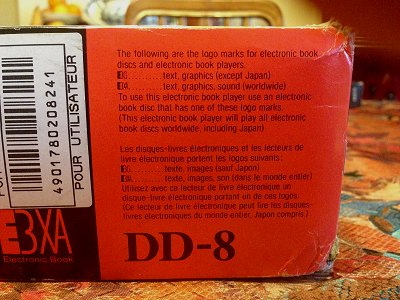 The following are the logo marks for electronic book
discs and electronic book players.
EB......... text, graphics (except Japan)
EBXA......... text, graphics, sound (worldwide)
To use this electronic book player use an electronic
book disc that has one of these logo marks.
(This electronic book player will play all electronic
book discs worldwide, including Japan)
Les disques-livres électroniques et les lecteurs de
livre électronique portent les logos suivants:
......... texte, images (sauf Japon)
......... texte, images, son (dans le monde entier)
Utilisez avec ce lecteur de livre électronique un
disque-livre électronique portant un de ces logos.
(Ce lecteur de livre électronique peut lire les disques-
livres électroniques du monde entier, Japon compris.)
DD-8
EBXA
Electronic Book
4901780208241
POUR UTILISATEUR